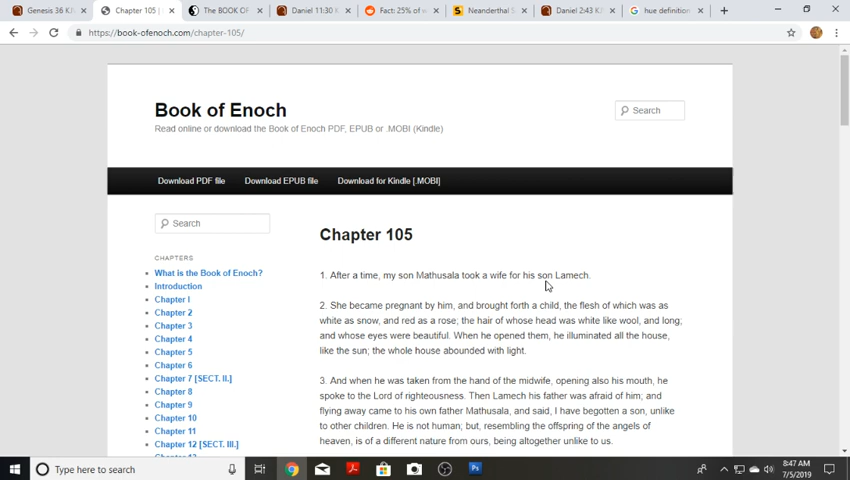 Genesis 36 KJ
Chapter 105 |
The BOOK OF
Daniel 11:30 K
Fact: 25% of w
Neanderthal S
Daniel 2:43 KJ
hue definition
https://book-ofenoch.com/chapter-105/
Book of Enoch
Read online or download the Book of Enoch PDF, EPUB or .MOBI (Kindle)
Search
Download PDF file
Download EPUB file
Download for Kindle [.MOBI]
Search
CHAPTERS
What is the Book of Enoch?
Introduction
Chapter I
Chapter 2
Chapter 3
Chapter 4
Chapter 5
Chapter 6
Chapter 7 [SECT. II.]
Chapter 8
Chapter 9
Chapter 10
Chapter 11
Chapter 12 [SECT. III.]
Chapter 105
1. After a time, my son Mathusala took a wife for his son Lamech.
2. She became pregnant by him, and brought forth a child, the flesh of which was as
white as snow, and red as a rose; the hair of whose head was white like wool, and long;
and whose eyes were beautiful. When he opened them, he illuminated all the house,
like the sun; the whole house abounded with light.
3. And when he was taken from the hand of the midwife, opening also his mouth, he
spoke to the Lord of righteousness. Then Lamech his father was afraid of him; and
flying away came to his own father Mathusala, and said, I have begotten a son, unlike
to other children. He is not human; but, resembling the offspring of the angels of
heaven, is of a different nature from ours, being altogether unlike to us.
Type here to search
8:47 AM
7/5/2019